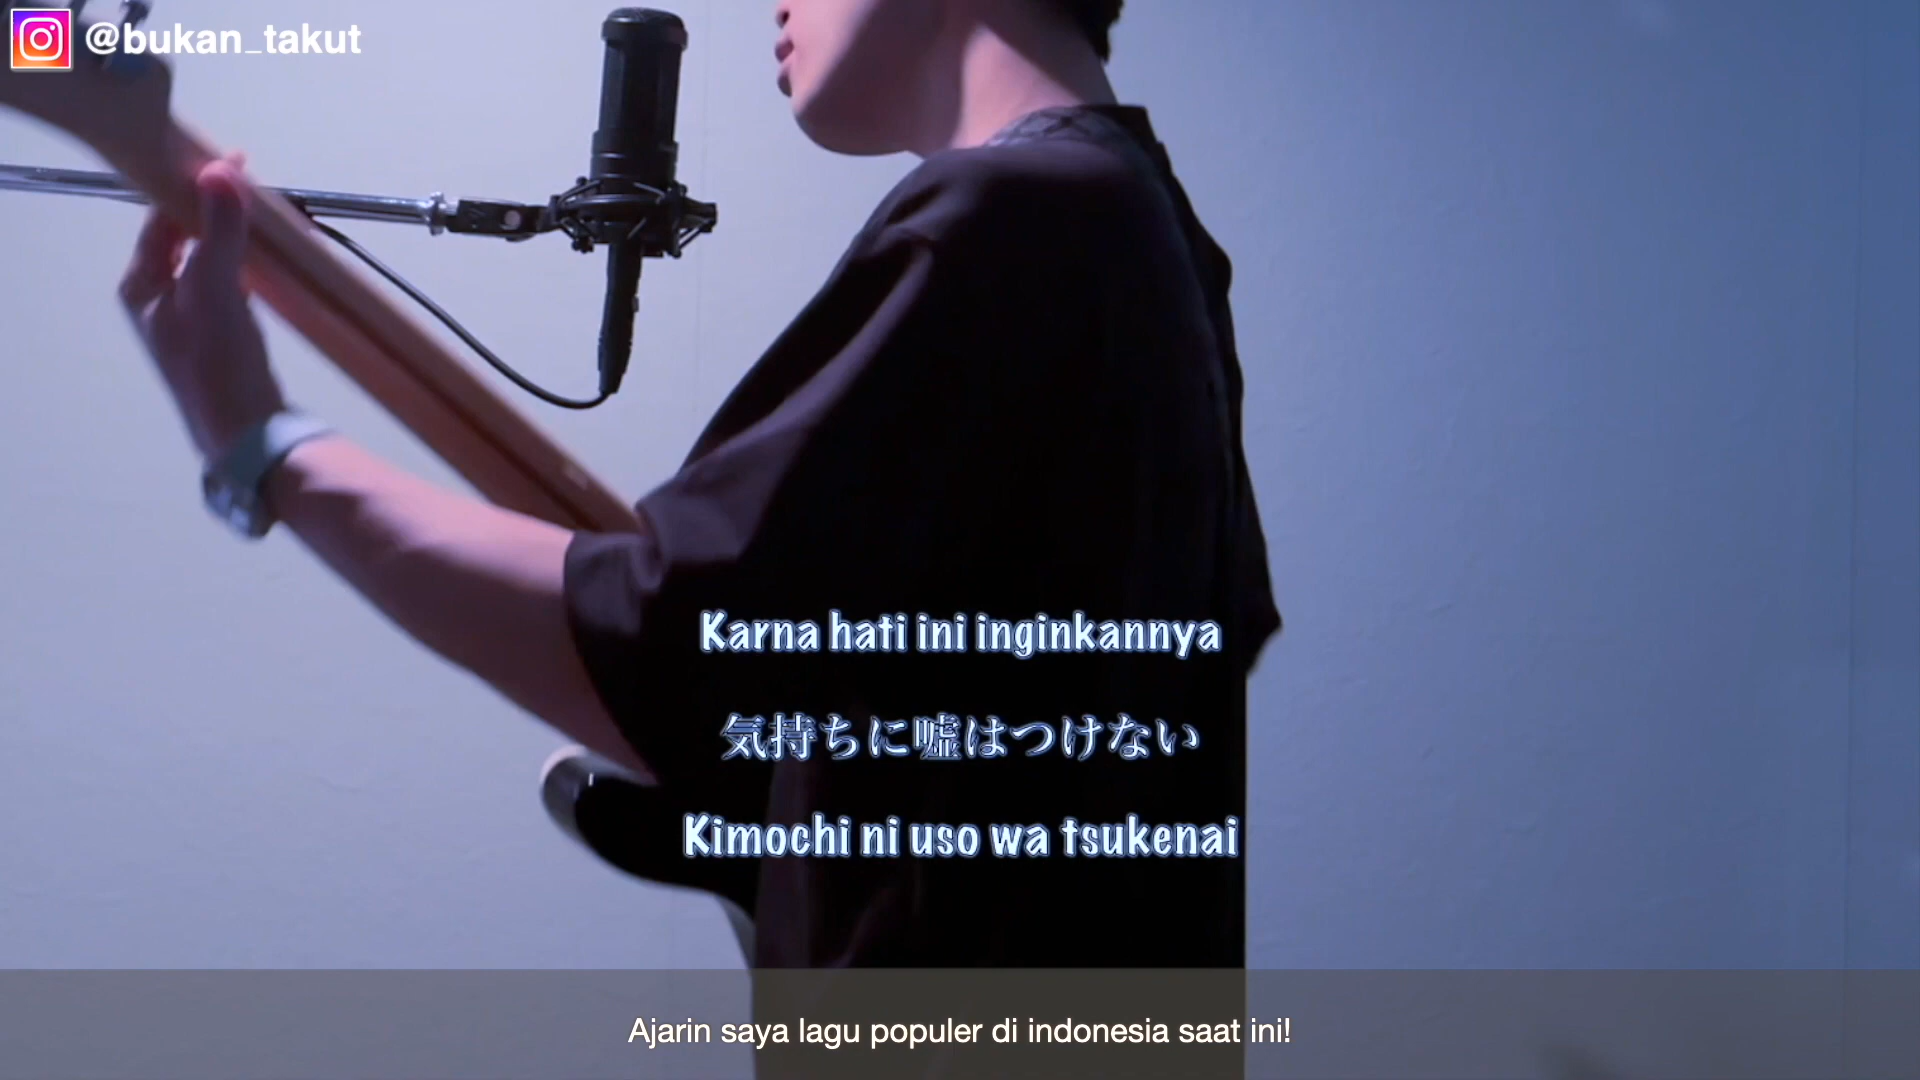 @bukan_takut
Karna hati ini inginkannya
気持ちに嘘はつけない
Kimochi ni uso wa tsukenai
Ajarin saya lagu populer di indonesia saat ini!